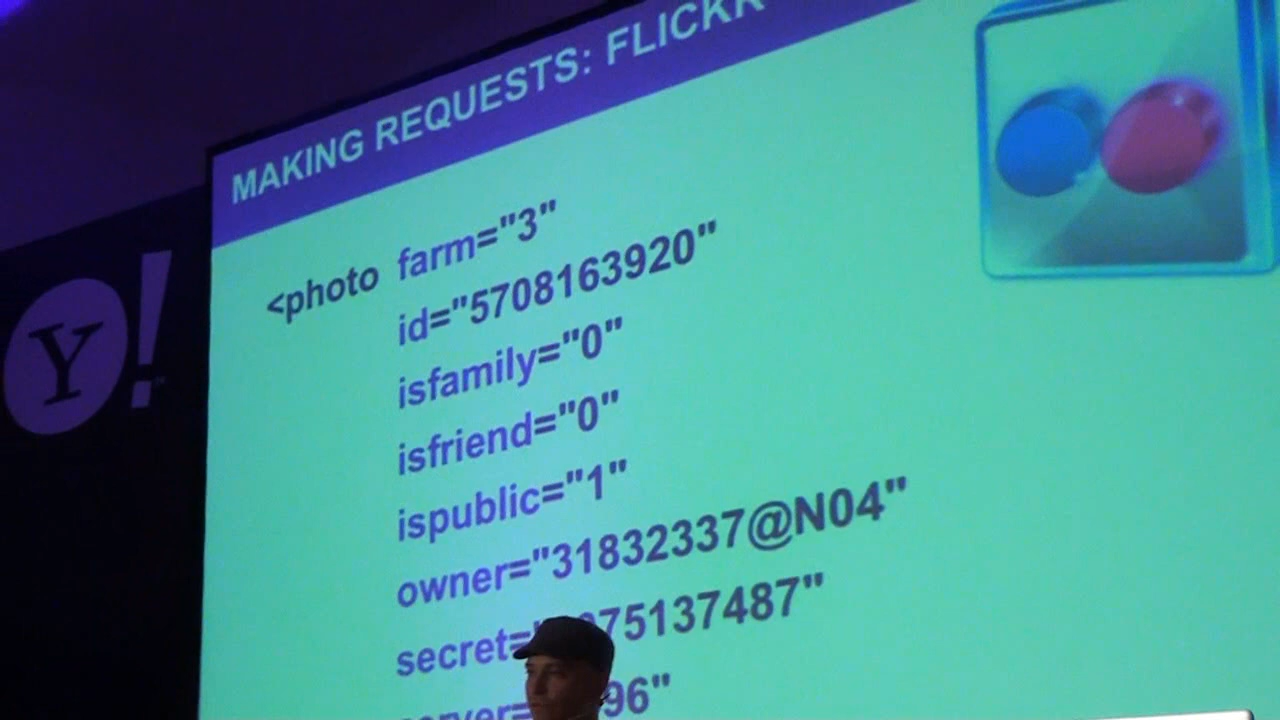 MAKING REQUESTS: FLICKR
Y!
<photo farm="3"
id="5708163920"
isfamily="0"
isfriend="0"
ispublic="1"
owner="31832337@N04"